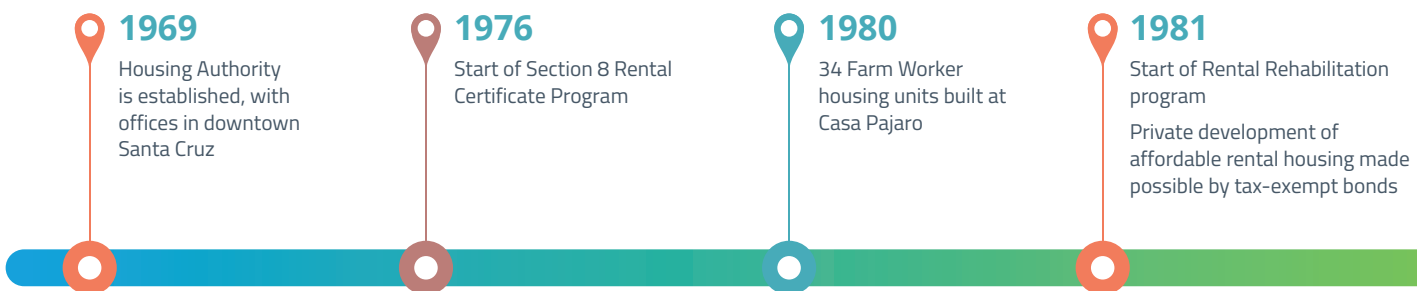 1969
Housing Authority
is established, with
offices in downtown
Santa Cruz
1976
Start of Section 8 Rental
Certificate Program
1980
34 Farm Worker
housing units built at
Casa Pajaro
1981
Start of Rental Rehabilitation
program
Private development of
affordable rental housing made
possible by tax-exempt bonds